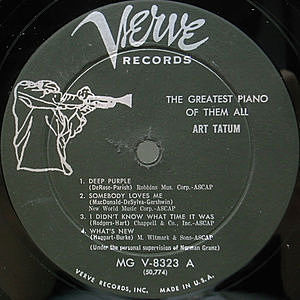 Verve
RECORDS
THE GREATEST PIANO
OF THEM ALL
ART TATUM
1. DEEP PURPLE
(DeRose-Parish) Robbins Mus. Corp.-ASCAP
2. SOMEBODY LOVES ME
(MacDonald-DeSylva-Gershwin)
New World Music Corp.-ASCAP
3. I DIDN'T KNOW WHAT TIME IT WAS
(Rodgers-Hart) Chappell & Co., Inc.-ASCAP
4. WHAT'S NEW
(Haggart-Burke) M. Witmark & Sons-ASCAP
(Under the personal supervision of Norman Granz)
MG V-8323 A
(50,774)
VERVE RECORDS, INC. MADE IN U.S.A.